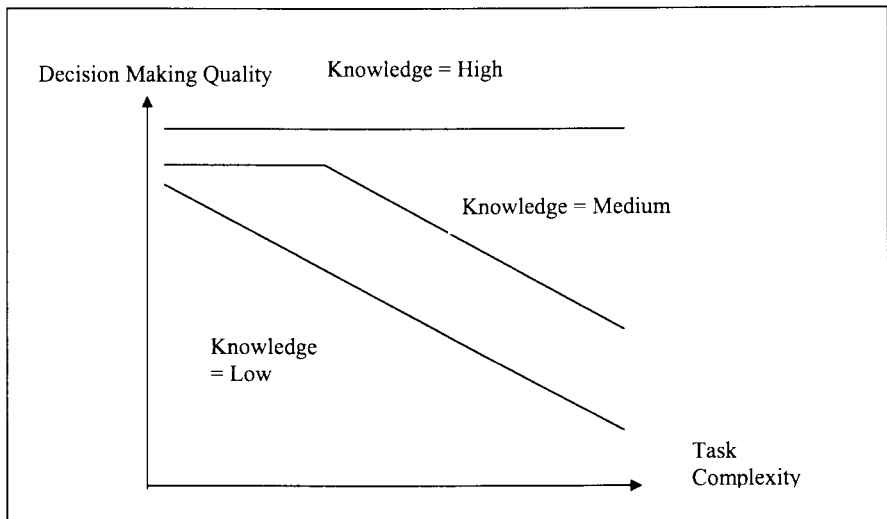 Decision Making Quality
Knowledge = High
Knowledge = Medium
Knowledge
= Low
Task
Complexity